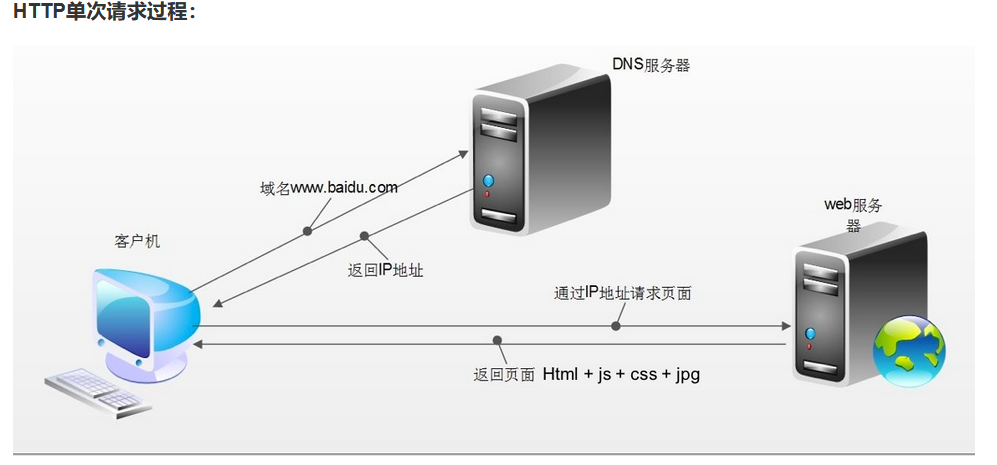 HTTP单次请求过程：
DNS服务器
域名www.baidu.com
web服务
器
客户机
返回IP地址
通过IP地址请求页面
返回页面 Html + js + css + jpg